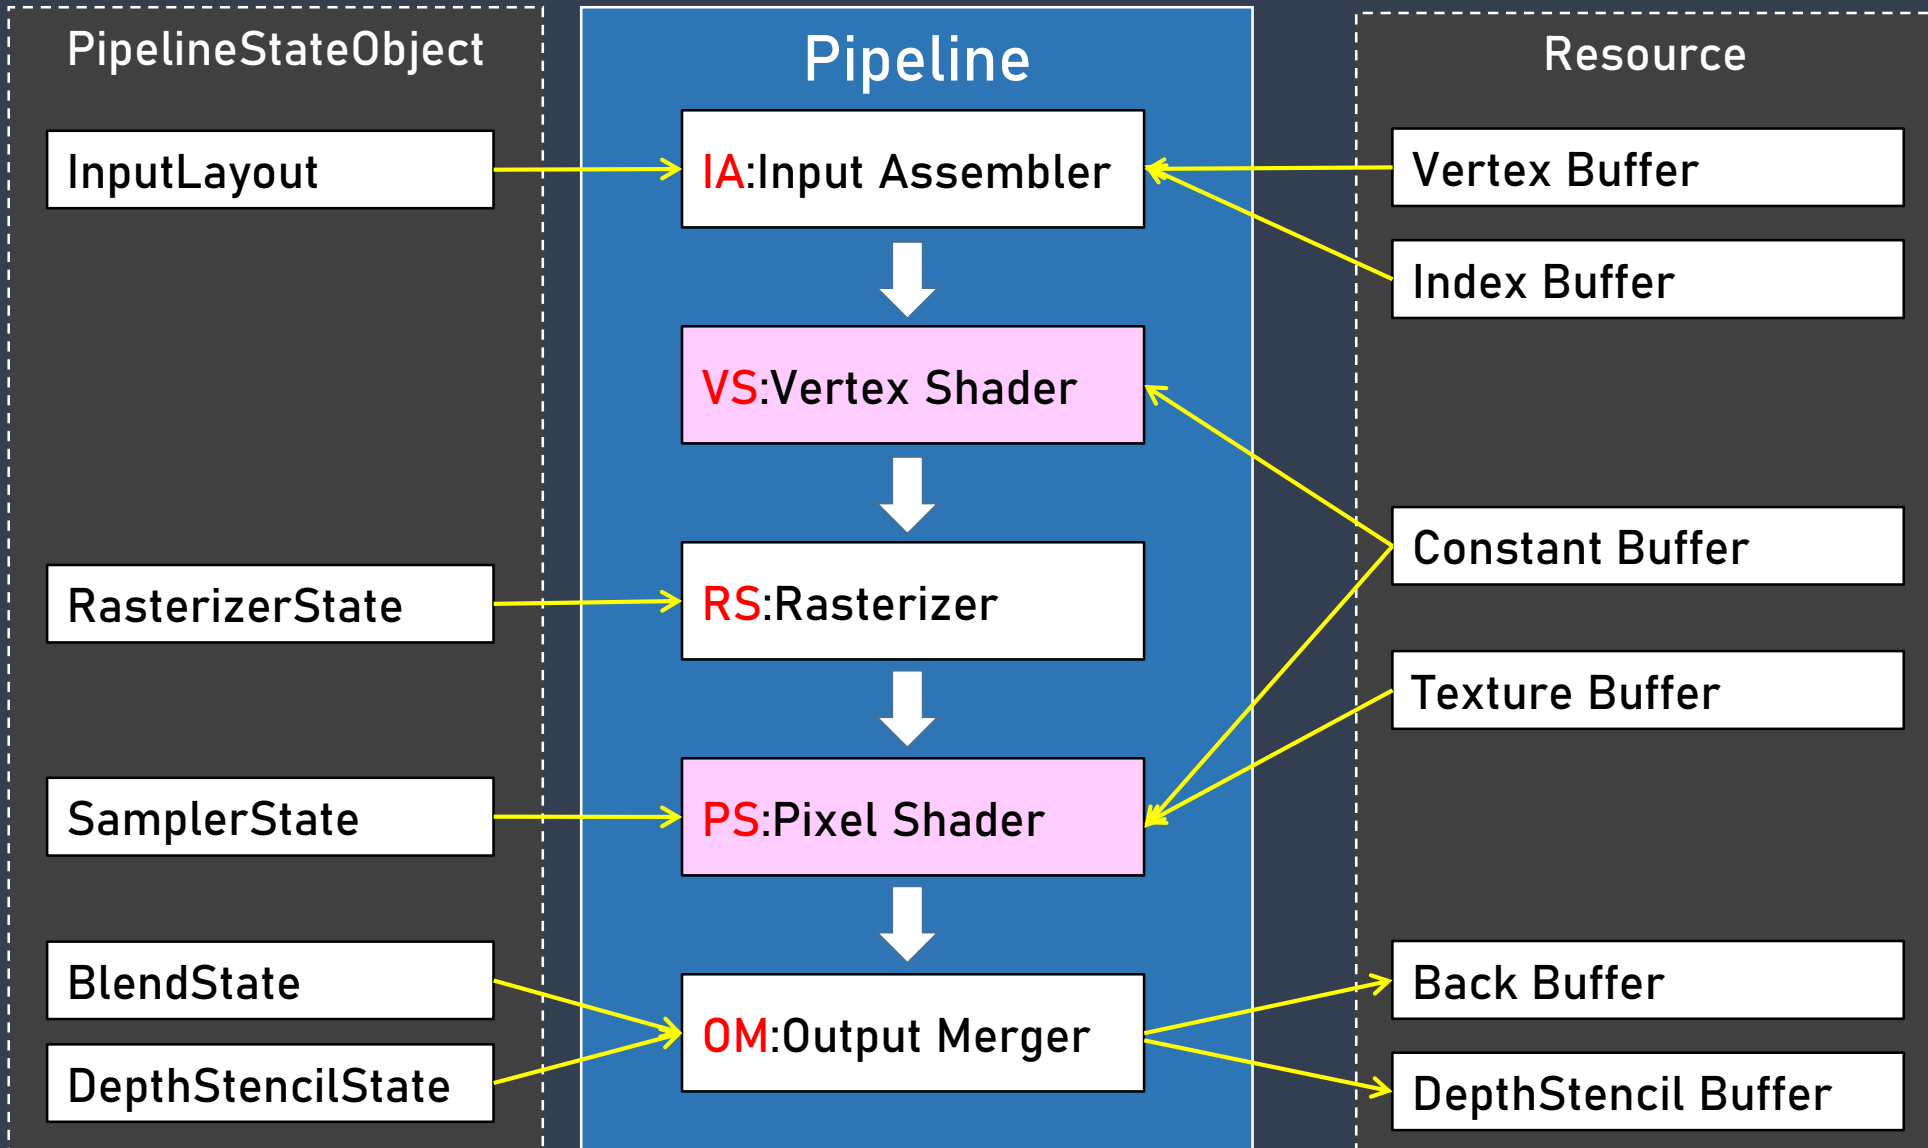 PipelineStateObject
InputLayout
RasterizerState
SamplerState
BlendState
DepthStencilState
Pipeline
IA:Input Assembler
VS:Vertex Shader
RS:Rasterizer
PS:Pixel Shader
OM:Output Merger
Resource
Vertex Buffer
Index Buffer
Constant Buffer
Texture Buffer
Back Buffer
DepthStencil Buffer